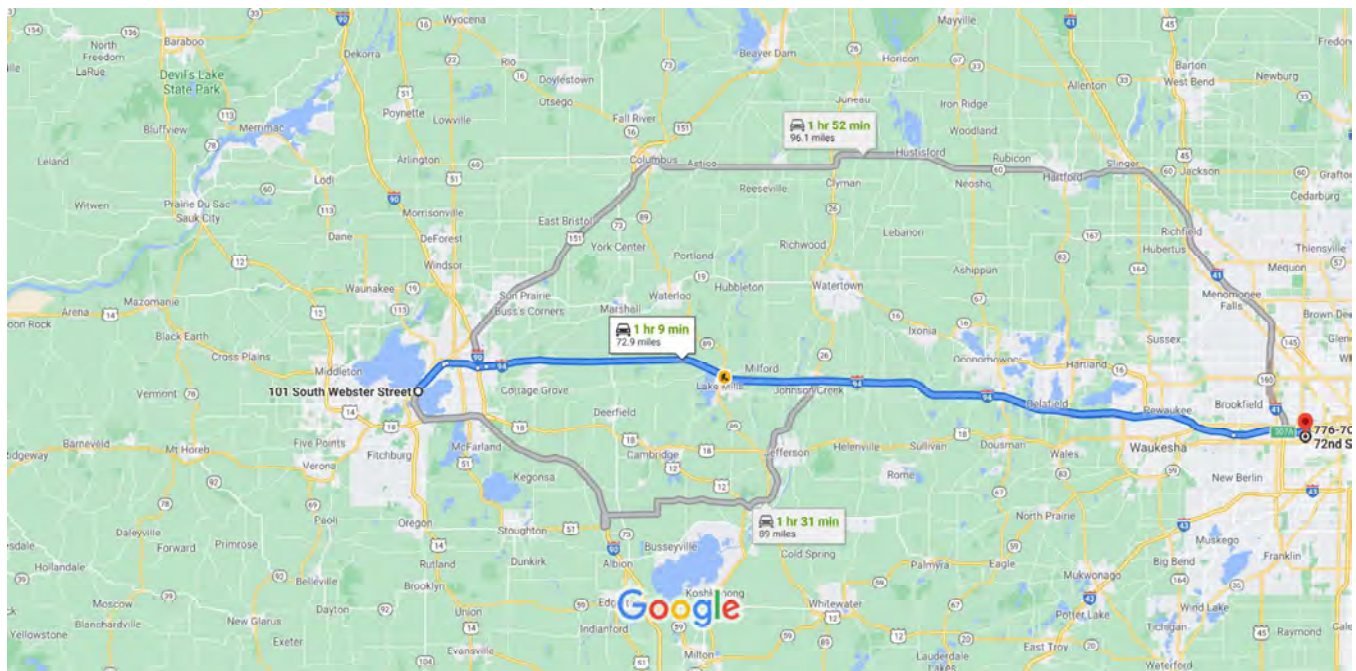 154
North
Freedom
136
Baraboo
LaRue
Devil's Lake
State Park
Bluffview
Merrimac
Leland
Witwer
Prairie Du Sac
Sauk City
Lodi
Dane
Dekorra
Wyocena
Rio
Doylestown
Otsego
Poynette
Lowville
Arlington
Morrisonville
DeForest
Windsor
Waunakee
Fall River
Columbus
Astico
East Bristol
York Center
Sun Prairie
Buss's Corners
Marshall
Waterloo
Portland
Hubbleton
Beaver Dam
Horicon
Mayville
Juneau
Iron Ridge
Woodland
1 hr 52 min
96.1 miles
Hustisford
Rubicon
Reeseville
Clyman
Neosho
Hartford
Slinger
Allenton
Barton
West Bend
Newburg
Jackson
Cedarburg
Richwood
Lebanon
Watertown
Ashippun
Ixonia
Richfield
Hubertus
Thiensville
Mequon
Menomonee
Falls
Sussex
Mazomanie
Arena
Black Earth
Cross Plains
Middleton
1 hr 9 min
72.9 miles
101 South Webster Street
Cottage Grove
Milford
Lake Mills
Johnson Creek
Oconomowoc
Hartland
Delafield
Pewaukee
Brookfield
Vermont
Barneveld
Mt Horeb
Five Points
Verona
Fitchburg
McFarland
Deerfield
Cambridge
Jefferson
Helenville
Sullivan
Dousman
Wales
Waukesha
New Berlin
Rome
Kegonsa
Stoughton
Oregon
Paoli
Daleyville
Primrose
Forward
Belleville
Hollandale
Moscow
Blanchardville
Dayton
New Glarus
Exeter
Yellowstone
Rutland
Brooklyn
Union
Evansville
Dunkirk
Albion
Indianford
Busseyville
1 hr 31 min
89 miles
Cold Spring
Google
Milton
Whitewater
Palmyra
Eagle
North Prairie
Mukwonago
Big Bend
Muskego
Franklin
Wind Lake
Potter Lake
Tichigan
East Troy
Waterford
Raymond
Lauderdale
Lakes